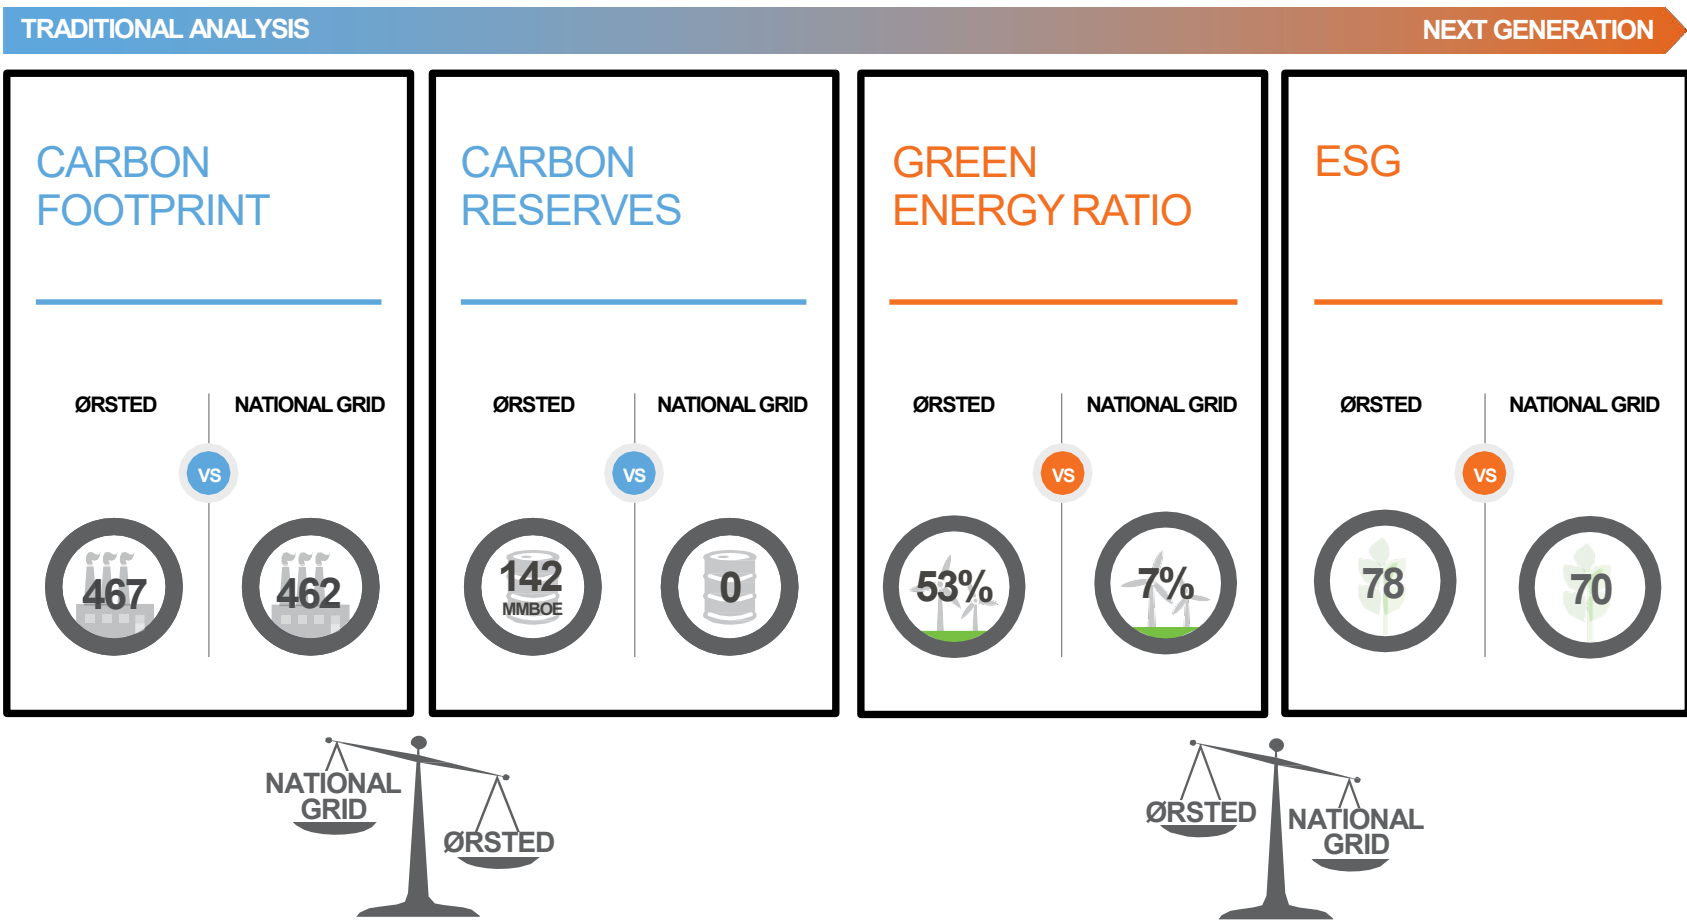 TRADITIONAL ANALYSIS
NEXT GENERATION
CARBON
FOOTPRINT
ØRSTED
NATIONAL GRID
VS
467
462
CARBON
RESERVES
ØRSTED
NATIONAL GRID
VS
142
MMBOE
0
GREEN
ENERGY RATIO
ØRSTED
NATIONAL GRID
VS
53%
7%
ESG
ØRSTED
NATIONAL GRID
VS
78
70
NATIONAL
GRID
ØRSTED
ØRSTED
NATIONAL
GRID